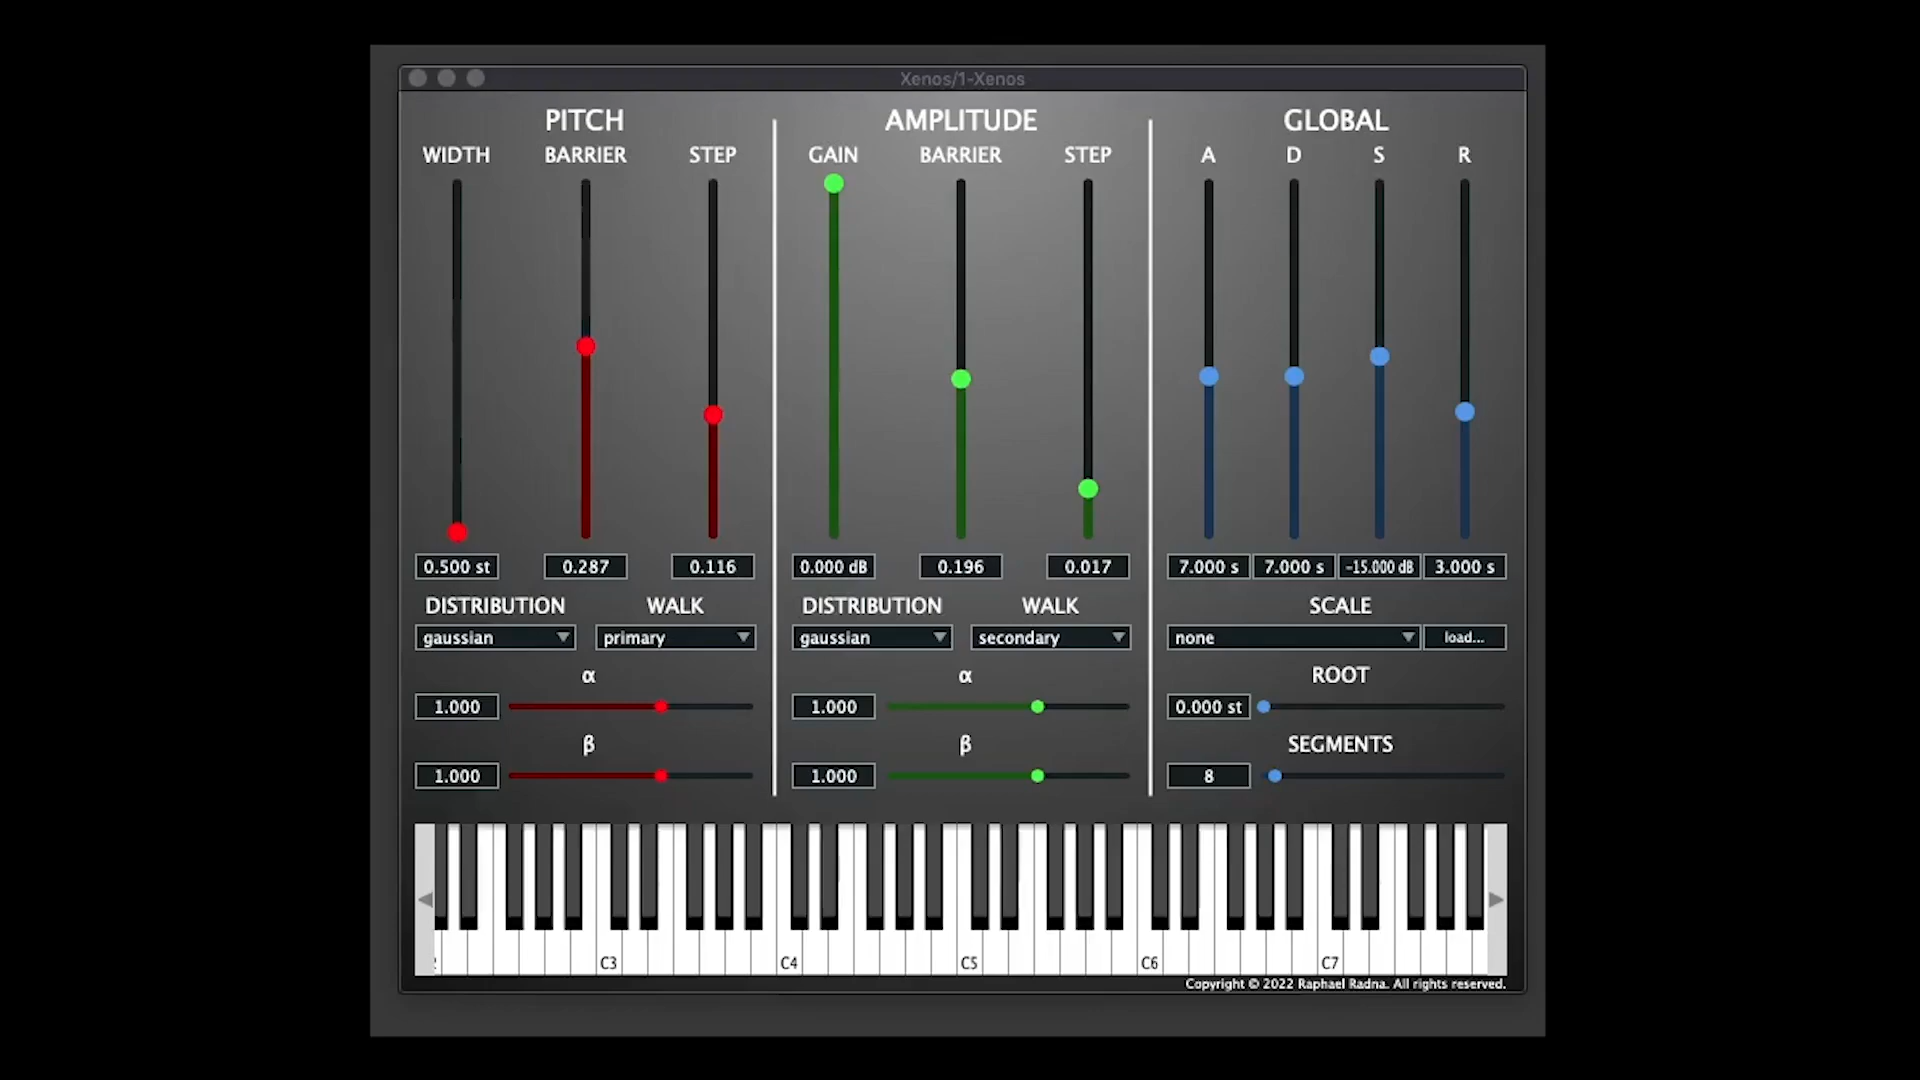 Xenos/1-Xenos
PITCH AMPLITUDE GLOBAL
WIDTH BARRIER STEP GAIN BARRIER STEP A D S R
0.500 st 0.287 0.116 0.000 dB 0.196 0.017 7.000 s 7.000 s -15.000 dB 3.000 s
DISTRIBUTION WALK DISTRIBUTION WALK SCALE
gaussian primary gaussian secondary none load...
α α ROOT
1.000 1.000 0.000 st
β β SEGMENTS
1.000 1.000 8
C3 C4 C5 C6 C7
Copyright © 2022 Raphael Radna. All rights reserved.